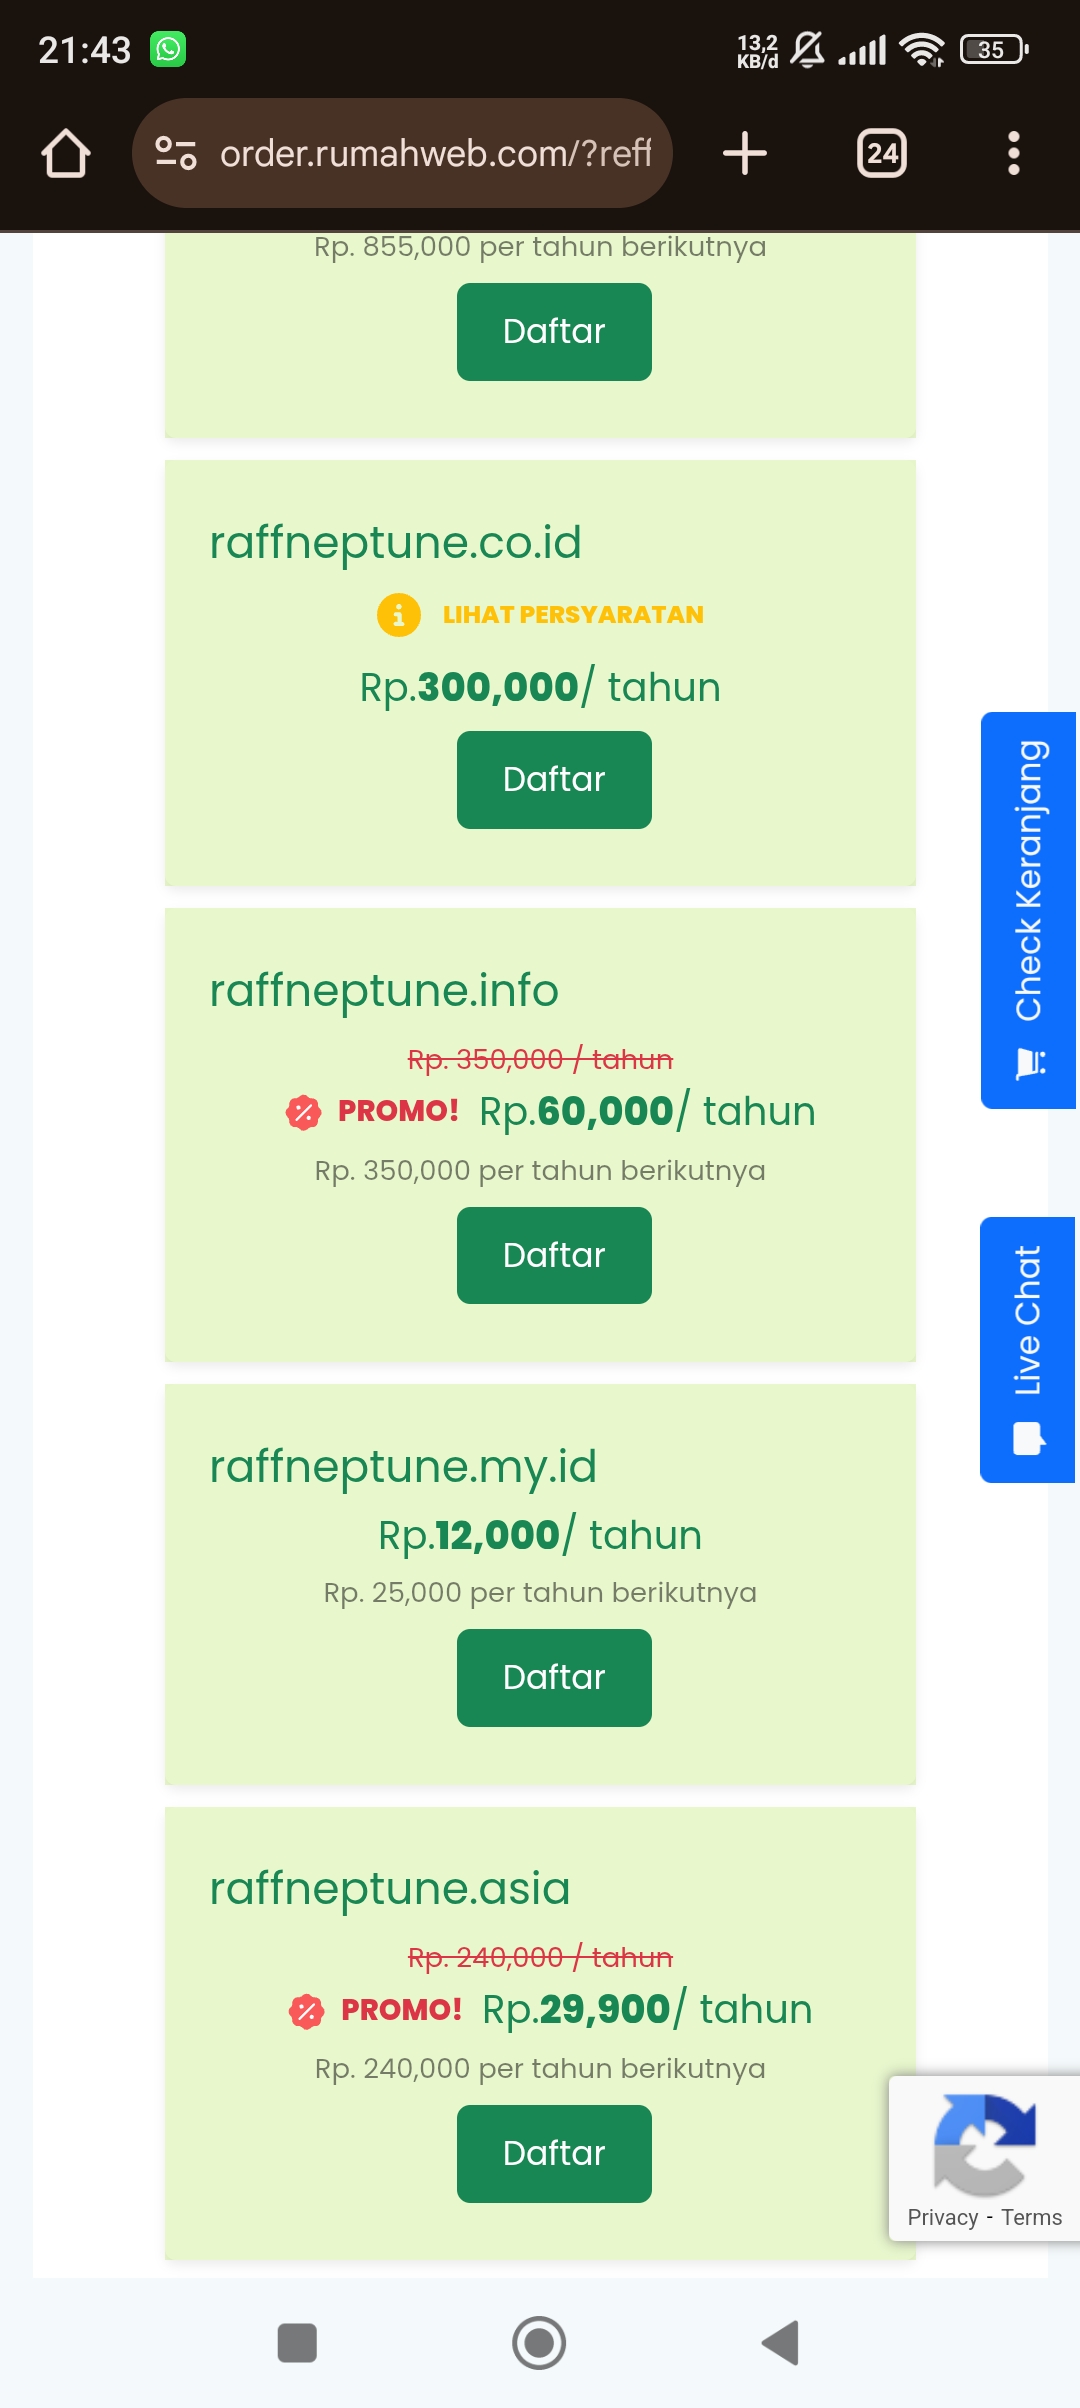 21:43
13,2
KB/d
35
order.rumahweb.com/?reff
24
Rp. 855,000 per tahun berikutnya
Daftar
raffneptune.co.id
LIHAT PERSYARATAN
Rp.300,000/ tahun
Daftar
raffneptune.info
Rp. 350,000 / tahun
PROMO! Rp.60,000/ tahun
Rp. 350,000 per tahun berikutnya
Daftar
raffneptune.my.id
Rp.12,000/ tahun
Rp. 25,000 per tahun berikutnya
Daftar
raffneptune.asia
Rp. 240,000 / tahun
PROMO! Rp.29,900/ tahun
Rp. 240,000 per tahun berikutnya
Daftar
Check Keranjang
Live Chat
Privacy - Terms